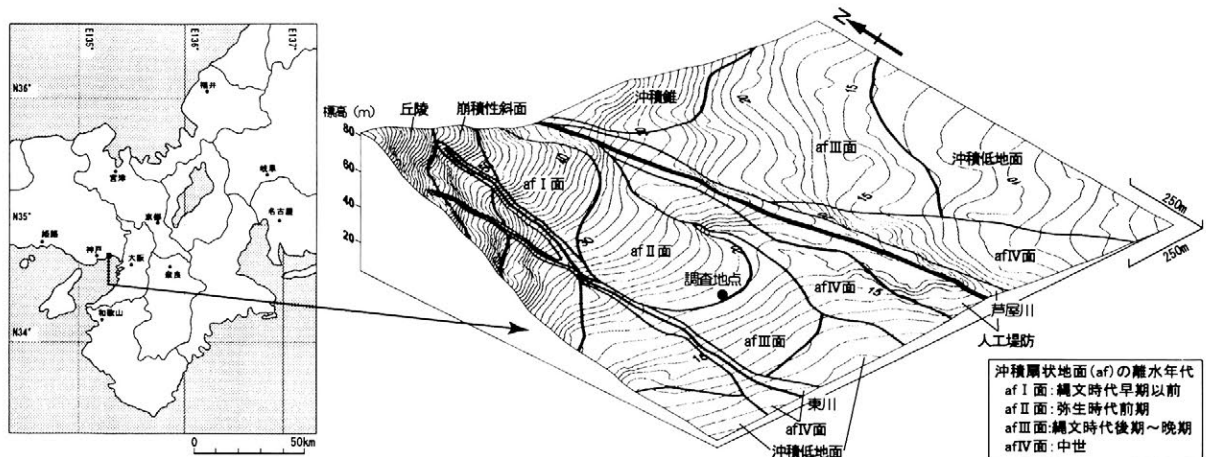 E135°
E136°
E137°
N36°
N35°
N34°
福井
宮津
岐阜
京都
名古屋
姫路
神戸
大阪
奈良
和歌山
0
50km
標高(m)
80
60
40
20
丘陵
崩積性斜面
沖積錐
N
afⅠ面
afⅡ面
afⅢ面
沖積低地面
調査地点
afⅣ面
afⅢ面
afⅣ面
250m
250m
芦屋川
人工堤防
東川
afⅣ面
沖積低地面
15
15
15
15
10
沖積扇状地面(af)の離水年代
afⅠ面:縄文時代早期以前
afⅡ面:弥生時代前期
afⅢ面:縄文時代後期~晩期
afⅣ面:中世